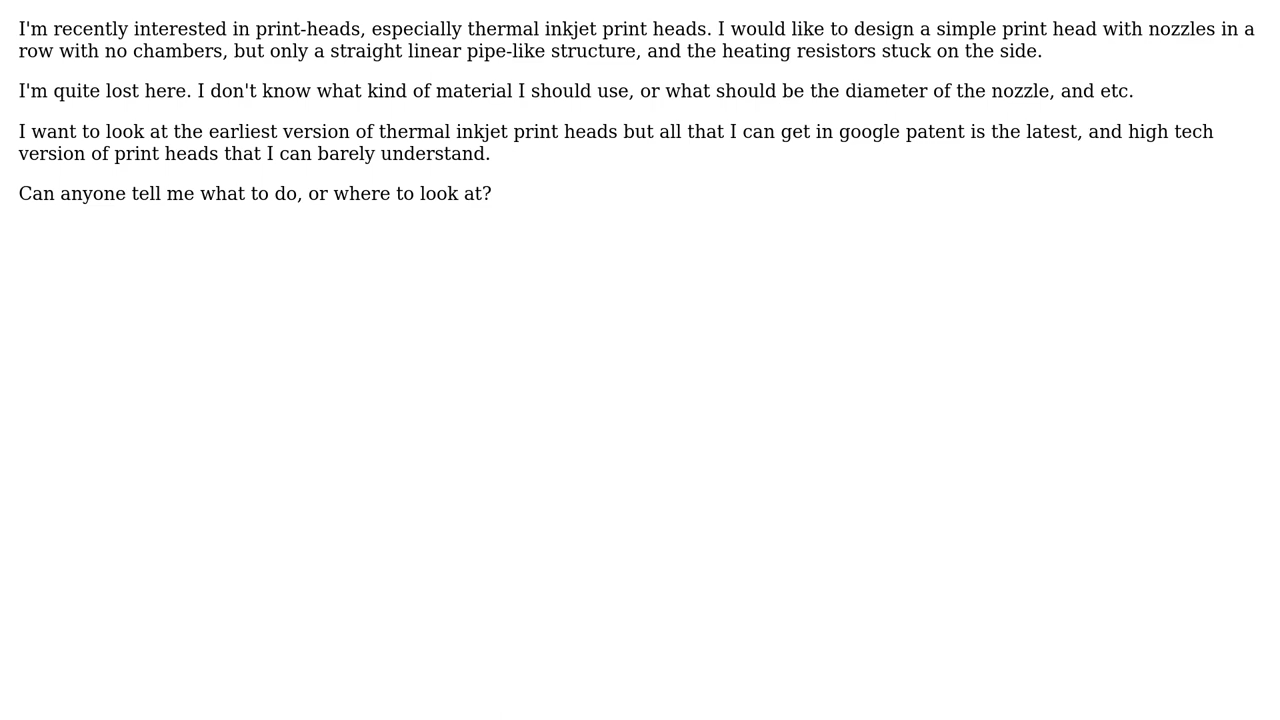 I'm recently interested in print-heads, especially thermal inkjet print heads. I would like to design a simple print head with nozzles in a
row with no chambers, but only a straight linear pipe-like structure, and the heating resistors stuck on the side.
I'm quite lost here. I don't know what kind of material I should use, or what should be the diameter of the nozzle, and etc.
I want to look at the earliest version of thermal inkjet print heads but all that I can get in google patent is the latest, and high tech
version of print heads that I can barely understand.
Can anyone tell me what to do, or where to look at?